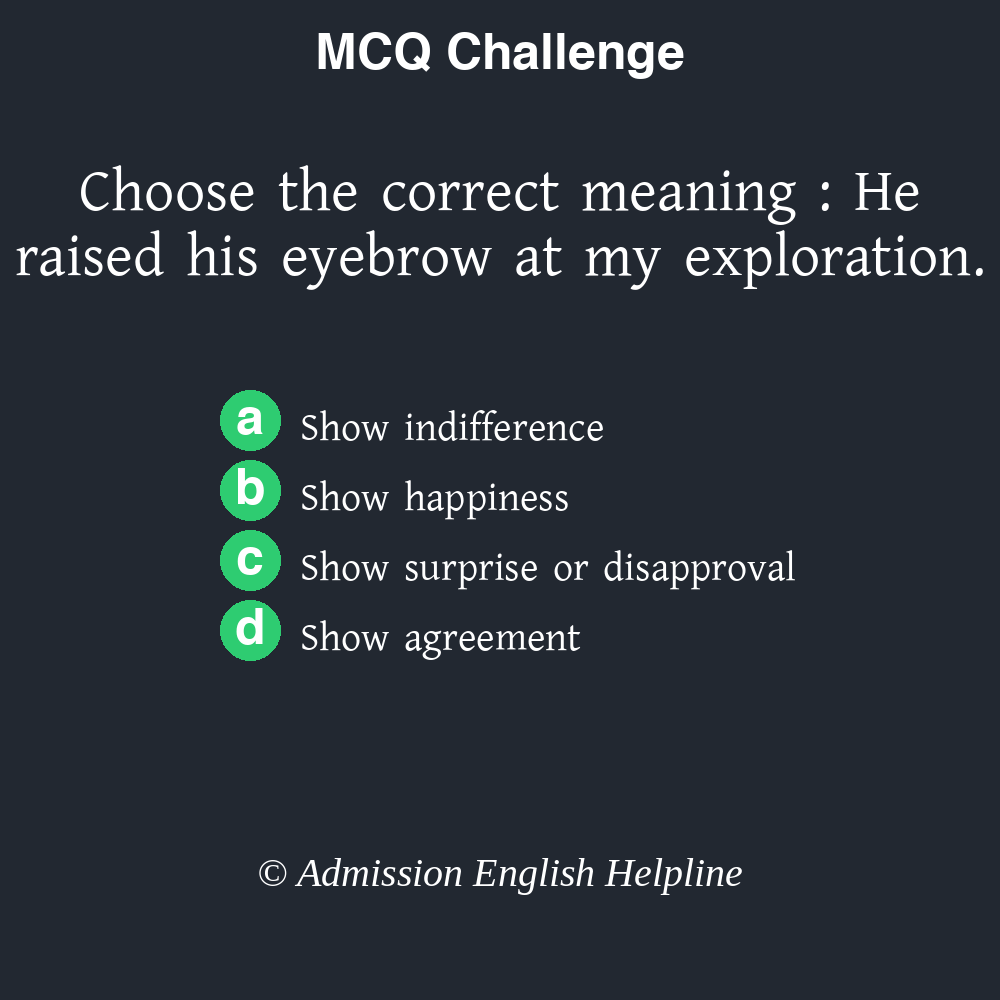 MCQ Challenge
Choose the correct meaning : He
raised his eyebrow at my exploration.
a Show indifference
b Show happiness
c Show surprise or disapproval
d Show agreement
© Admission English Helpline